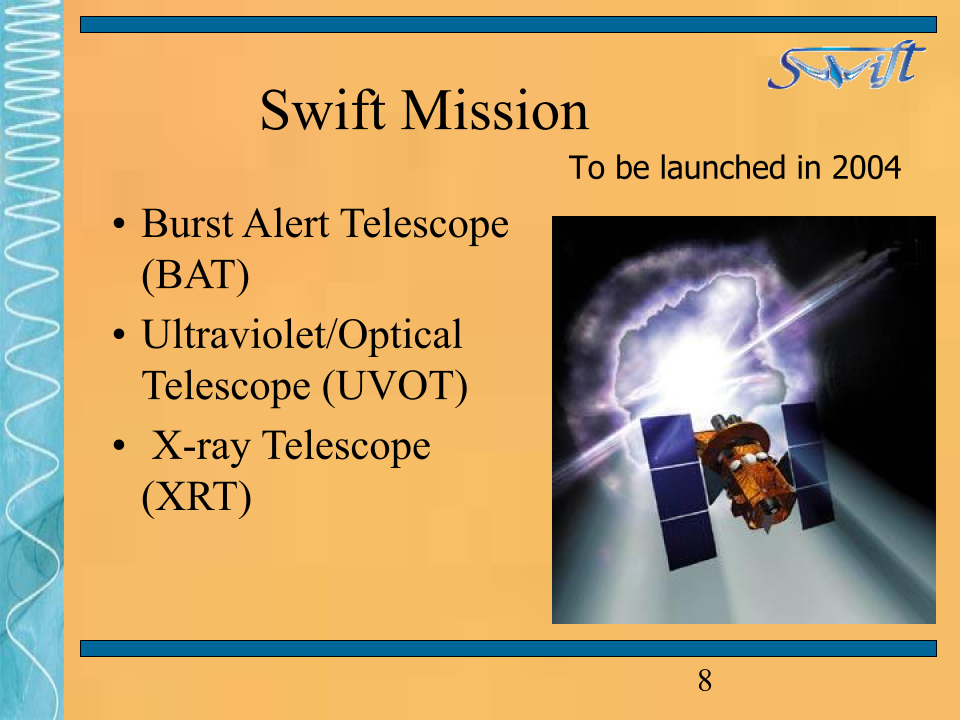 Swift
Swift Mission
To be launched in 2004
• Burst Alert Telescope
(BAT)
• Ultraviolet/Optical
Telescope (UVOT)
• X-ray Telescope
(XRT)
8